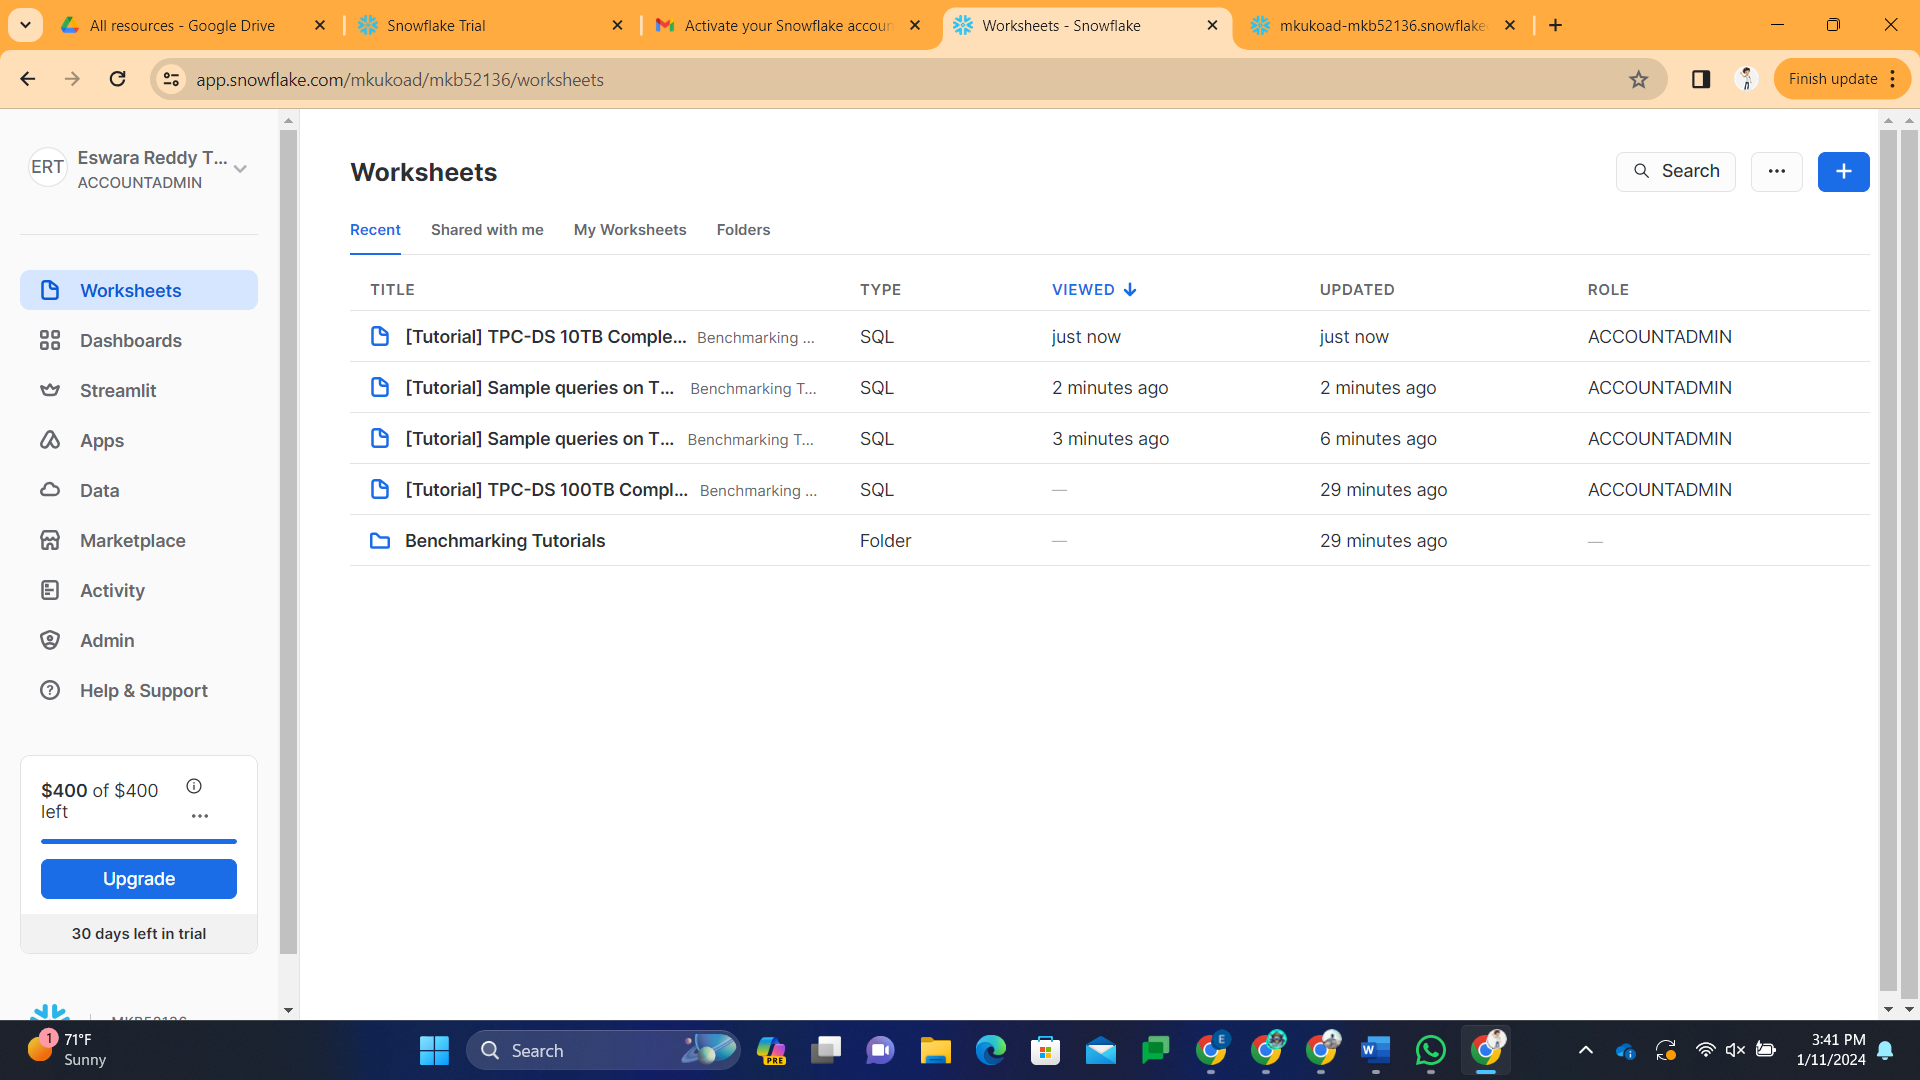 All resources - Google Drive
Snowflake Trial
Activate your Snowflake accoun
Worksheets - Snowflake
mkukoad-mkb52136.snowflake
app.snowflake.com/mkukoad/mkb52136/worksheets
Finish update
ERT
Eswara Reddy T...
ACCOUNTADMIN
Worksheets
Dashboards
Streamlit
Apps
Data
Marketplace
Activity
Admin
Help & Support
$400 of $400
left
Upgrade
30 days left in trial
MKB52136
Worksheets
Search
Recent Shared with me My Worksheets Folders
TITLE TYPE VIEWED UPDATED ROLE
[Tutorial] TPC-DS 10TB Comple... Benchmarking ... SQL just now just now ACCOUNTADMIN
[Tutorial] Sample queries on T... Benchmarking T... SQL 2 minutes ago 2 minutes ago ACCOUNTADMIN
[Tutorial] Sample queries on T... Benchmarking T... SQL 3 minutes ago 6 minutes ago ACCOUNTADMIN
[Tutorial] TPC-DS 100TB Compl... Benchmarking ... SQL — 29 minutes ago ACCOUNTADMIN
Benchmarking Tutorials Folder — 29 minutes ago —
1
71°F
Sunny
Search
PRE
E
3:41 PM
1/11/2024